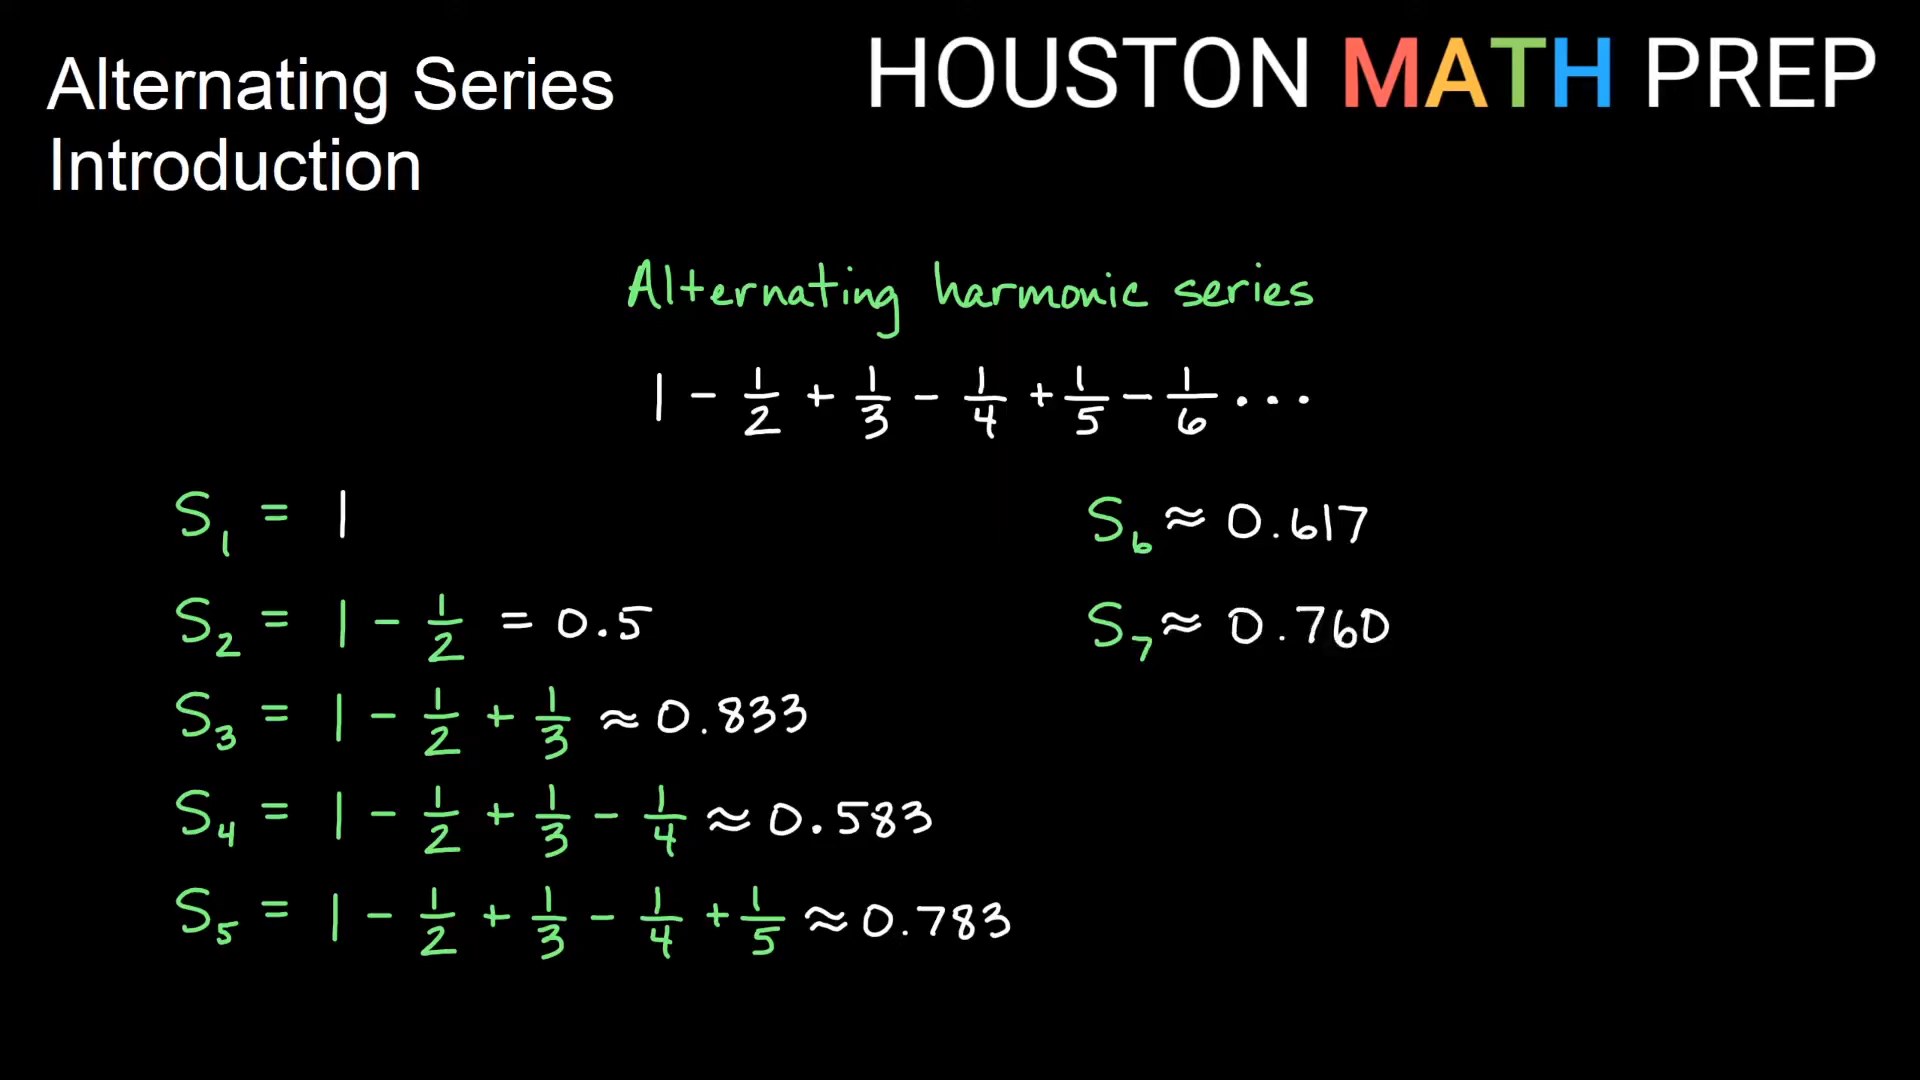 Alternating Series
Introduction
HOUSTON MATH PREP
Alternating harmonic series
1 - 1/2 + 1/3 - 1/4 + 1/5 - 1/6 ...
S₁ = 1
S₂ = 1 - 1/2 = 0.5
S₃ = 1 - 1/2 + 1/3 ≈ 0.833
S₄ = 1 - 1/2 + 1/3 - 1/4 ≈ 0.583
S₅ = 1 - 1/2 + 1/3 - 1/4 + 1/5 ≈ 0.783
S₆ ≈ 0.617
S₇ ≈ 0.760